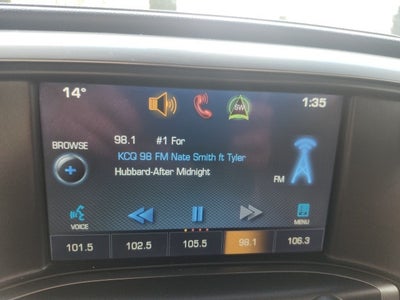 14°
1:35
98.1 #1 For
BROWSE
KCQ 98 FM Nate Smith ft Tyler
Hubbard-After Midnight
FM
VOICE
MENU
101.5 102.5 105.5 98.1 106.3